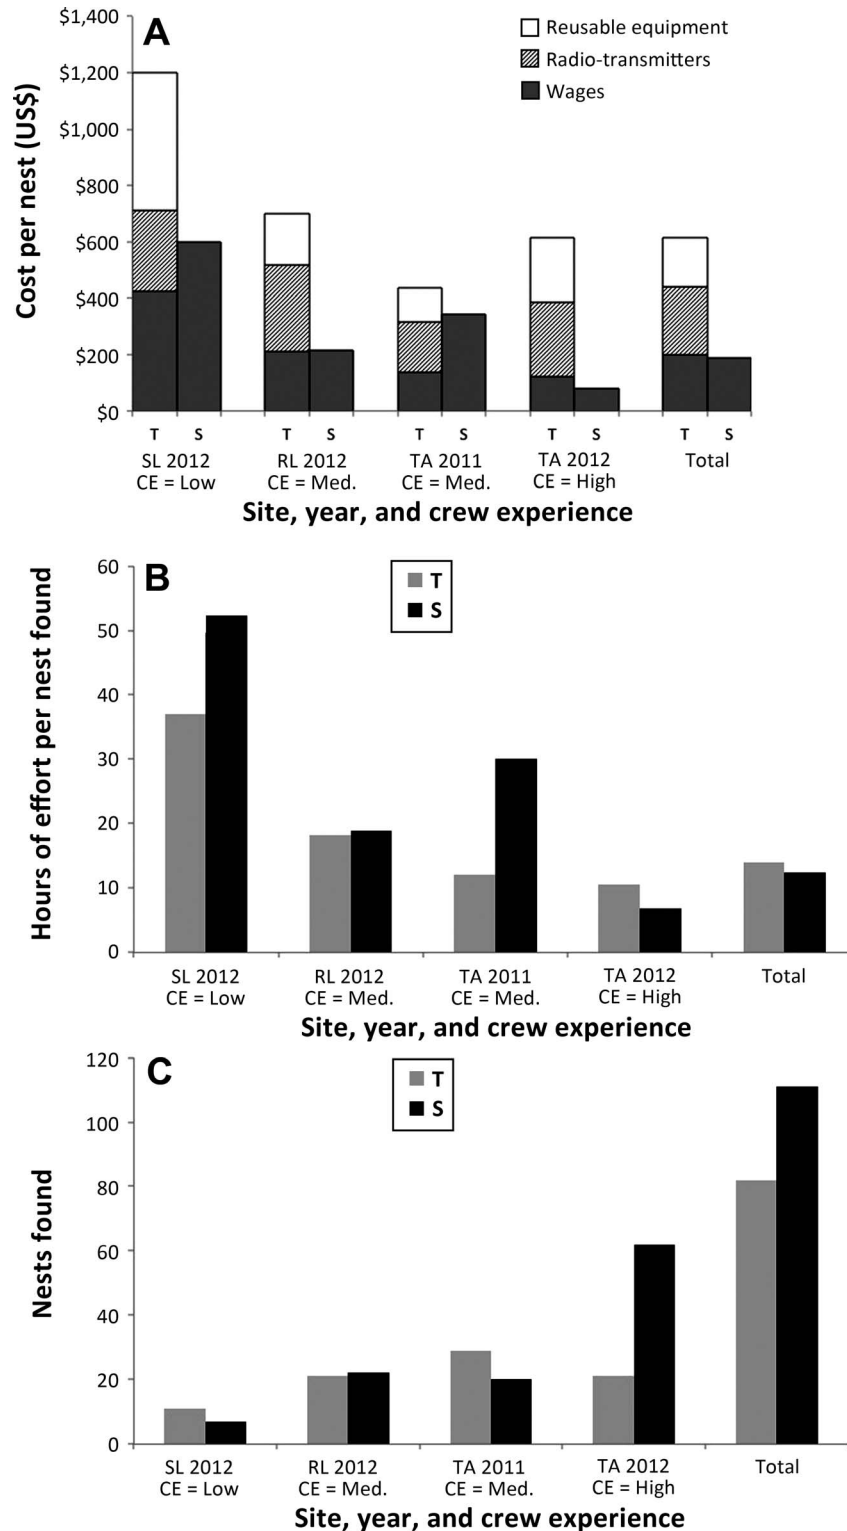 A
$1,400
$1,200
$1,000
$800
$600
$400
$200
$0
Cost per nest (US$)
Reusable equipment
Radio-transmitters
Wages
T S T S T S T S T S
SL 2012 RL 2012 TA 2011 TA 2012 Total
CE = Low CE = Med. CE = Med. CE = High
Site, year, and crew experience
B
60
50
40
30
20
10
0
Hours of effort per nest found
T
S
SL 2012 RL 2012 TA 2011 TA 2012 Total
CE = Low CE = Med. CE = Med. CE = High
Site, year, and crew experience
C
120
100
80
60
40
20
0
Nests found
T
S
SL 2012 RL 2012 TA 2011 TA 2012 Total
CE = Low CE = Med. CE = Med. CE = High
Site, year, and crew experience